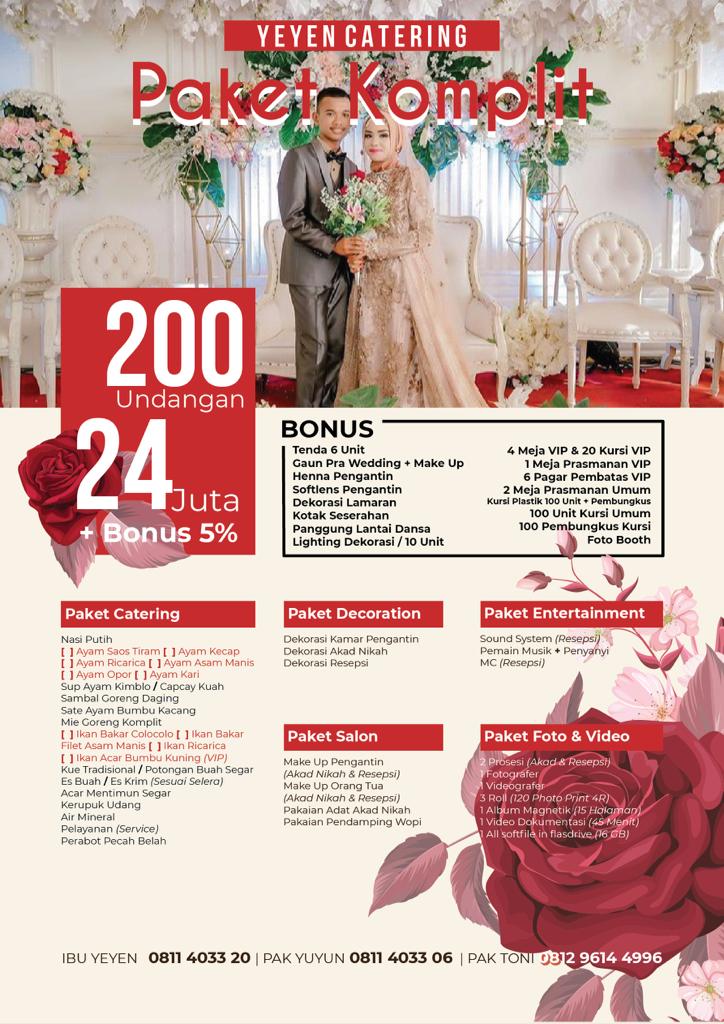 YEYEN CATERING
Paket Komplit
200
Undangan
24 Juta
+ Bonus 5%
BONUS
Tenda 6 Unit
Gaun Pra Wedding + Make Up
Henna Pengantin
Softlens Pengantin
Dekorasi Lamaran
Kotak Seserahan
Panggung Lantai Dansa
Lighting Dekorasi / 10 Unit
4 Meja VIP & 20 Kursi VIP
1 Meja Prasmanan VIP
6 Pagar Pembatas VIP
2 Meja Prasmanan Umum
Kursi Plastik 100 Unit + Pembungkus
100 Unit Kursi Umum
100 Pembungkus Kursi
Foto Booth
Paket Catering
Nasi Putih
[ ] Ayam Saos Tiram [ ] Ayam Kecap
[ ] Ayam Ricarica [ ] Ayam Asam Manis
[ ] Ayam Opor [ ] Ayam Kari
Sup Ayam Kimblo / Capcay Kuah
Sambal Goreng Daging
Sate Ayam Bumbu Kacang
Mie Goreng Komplit
[ ] Ikan Bakar Colocolo [ ] Ikan Bakar
Filet Asam Manis [ ] Ikan Ricarica
[ ] Ikan Acar Bumbu Kuning (VIP)
Kue Tradisional / Potongan Buah Segar
Es Buah / Es Krim (Sesuai Selera)
Acar Mentimun Segar
Kerupuk Udang
Air Mineral
Pelayanan (Service)
Perabot Pecah Belah
Paket Decoration
Dekorasi Kamar Pengantin
Dekorasi Akad Nikah
Dekorasi Resepsi
Paket Salon
Make Up Pengantin
(Akad Nikah & Resepsi)
Make Up Orang Tua
(Akad Nikah & Resepsi)
Pakaian Adat Akad Nikah
Pakaian Pendamping Wopi
Paket Entertainment
Sound System (Resepsi)
Pemain Musik + Penyanyi
MC (Resepsi)
Paket Foto & Video
2 Prosesi (Akad & Resepsi)
1 Fotografer
1 Videografer
3 Roll (120 Photo Print 4R)
1 Album Magnetik (15 Halaman)
1 Video Dokumentasi (45 Menit)
1 All softfile in flasdrive (16 GB)
IBU YEYEN 0811 4033 20 | PAK YUYUN 0811 4033 06 | PAK TONI 0812 9614 4996